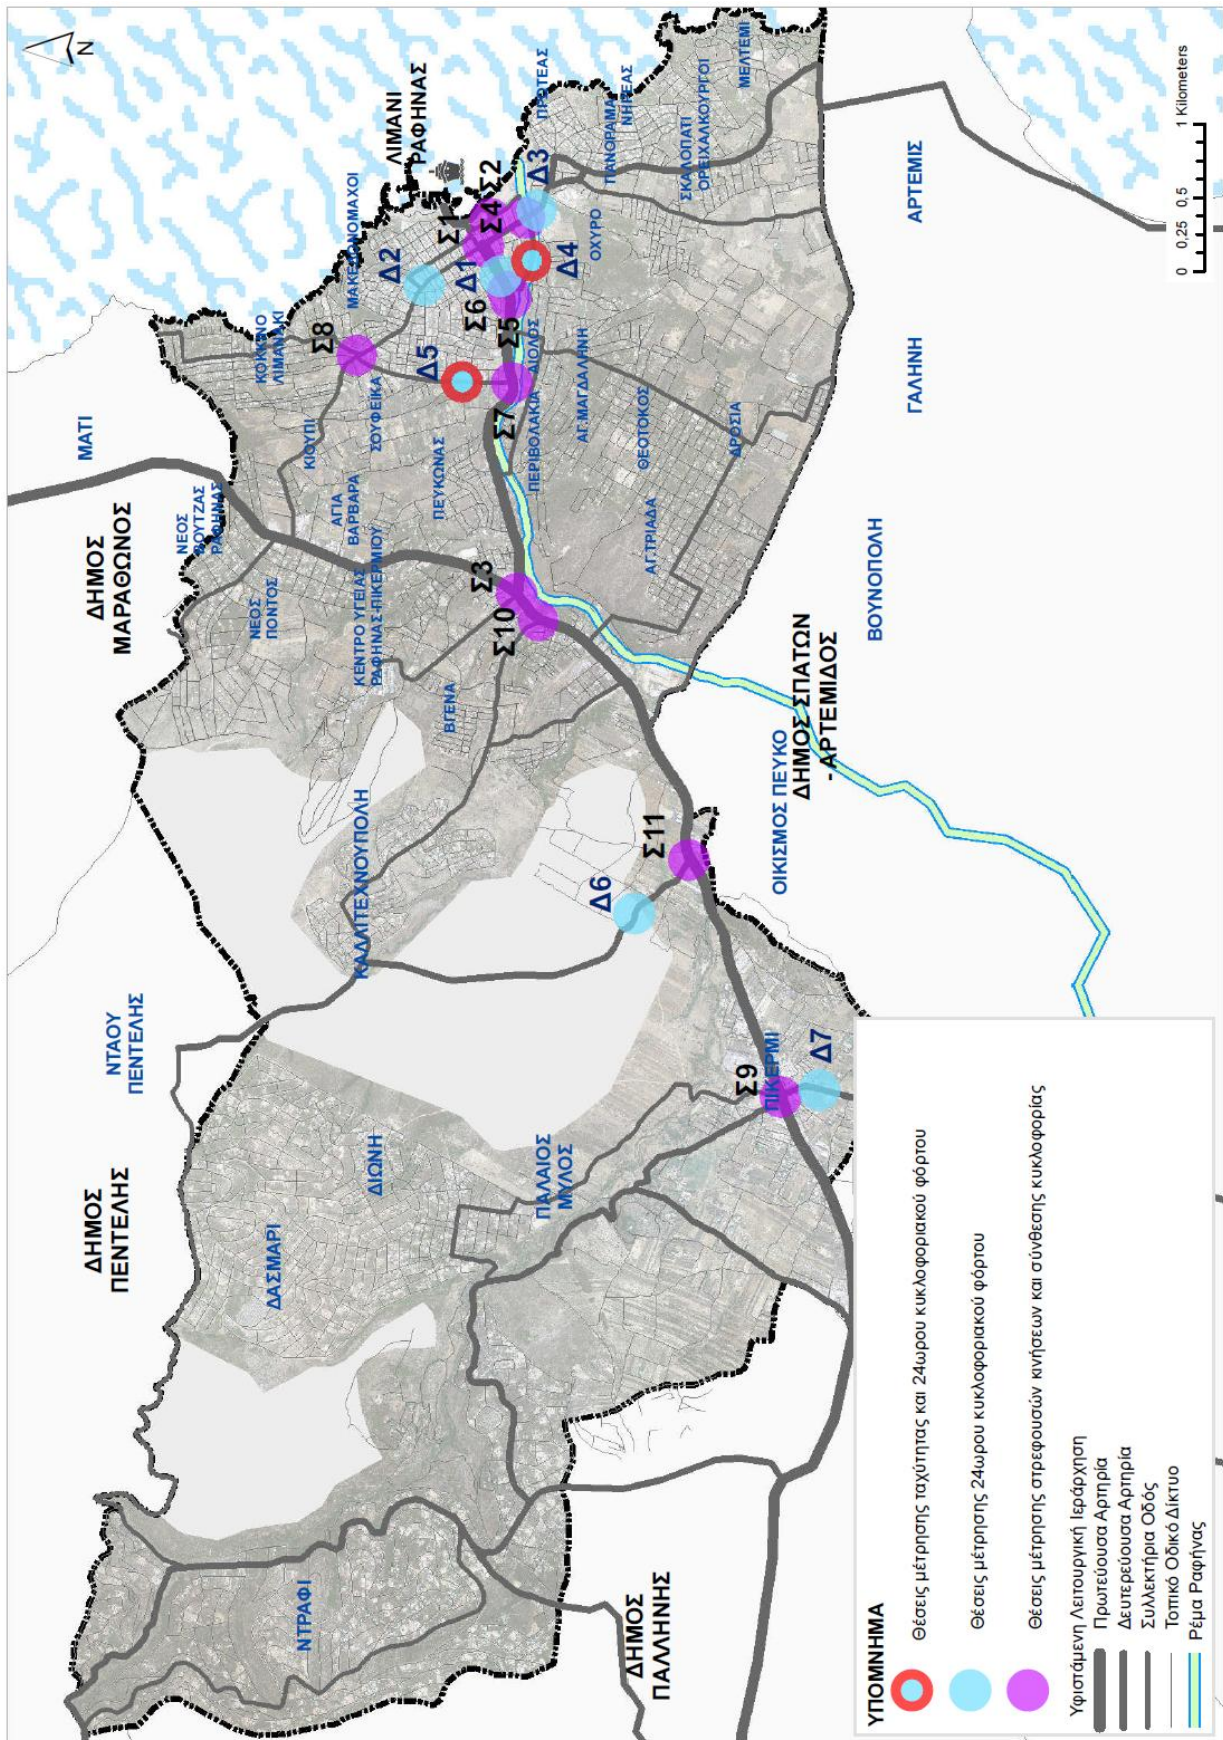 N
ΛΙΜΑΝΙ
ΡΑΦΗΝΑΣ
ΜΑΤΙ
ΔΗΜΟΣ
ΜΑΡΑΘΩΝΟΣ
ΝΕΟΣ
ΒΟΥΤΖΑΣ
ΡΑΦΗΝΑΣ
ΝΕΟΣ
ΠΟΝΤΟΣ
ΚΟΚΚΙΝΟ
ΛΙΜΑΝΑΚΙ
ΜΑΚΕΔΟΝΟΜΑΧΟΙ
ΚΙΟΥΠΙ
ΣΟΥΦΕΙΚΑ
ΑΓΙΑ
ΒΑΡΒΑΡΑ
ΚΕΝΤΡΟ ΥΓΕΙΑΣ
ΡΑΦΗΝΑΣ-ΠΙΚΕΡΜΙΟΥ
ΠΕΥΚΩΝΑΣ
ΒΓΕΝΑ
Σ8
Δ2
Δ5
Σ1
Σ2
Σ4
Δ1
Σ6
Σ5
Σ7
Δ3
Δ4
Σ3
Σ10
ΠΡΩΤΕΑΣ
ΠΑΝΟΡΑΜΑ
ΝΗΡΕΑΣ
ΣΚΑΛΟΠΑΤΙ
ΟΡΕΙΧΑΛΚΟΥΡΓΟΙ
ΜΕΛΤΕΜΙ
ΟΧΥΡΟ
ΑΙΟΛΟΣ
ΠΕΡΙΒΟΛΑΚΙΑ
ΑΓ.ΜΑΓΔΑΛΗΝΗ
ΘΕΟΤΟΚΟΣ
ΑΓ.ΤΡΙΑΔΑ
ΔΡΟΣΙΑ
ΑΡΤΕΜΙΣ
ΓΑΛΗΝΗ
ΒΟΥΝΟΠΟΛΗ
ΔΗΜΟΣ ΣΠΑΤΩΝ
- ΑΡΤΕΜΙΔΟΣ
ΟΙΚΙΣΜΟΣ ΠΕΥΚΟ
ΚΑΛΛΙΤΕΧΝΟΥΠΟΛΗ
Σ11
Δ6
ΝΤΑΟΥ
ΠΕΝΤΕΛΗΣ
ΔΗΜΟΣ
ΠΕΝΤΕΛΗΣ
ΔΙΩΝΗ
ΔΑΣΜΑΡΙ
ΠΑΛΑΙΟΣ
ΜΥΛΟΣ
Σ9
ΠΙΚΕΡΜΙ
Δ7
ΝΤΡΑΦΙ
ΔΗΜΟΣ
ΠΑΛΛΗΝΗΣ
0 0,25 0,5 1 Kilometers
ΥΠΟΜΝΗΜΑ
Θέσεις μέτρησης ταχύτητας και 24ωρου κυκλοφοριακού φόρτου
Θέσεις μέτρησης 24ωρου κυκλοφοριακού φόρτου
Θέσεις μέτρησης στρεφουσών κινήσεων και σύνθεσης κυκλοφορίας
Υφιστάμενη Λειτουργική Ιεράρχηση
Πρωτεύουσα Αρτηρία
Δευτερεύουσα Αρτηρία
Συλλεκτήρια Οδός
Τοπικό Οδικό Δίκτυο
Ρέμα Ραφήνας